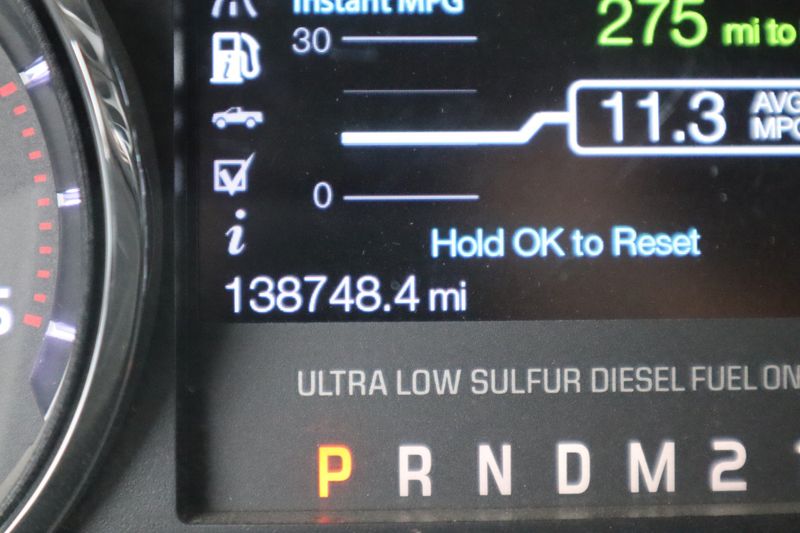 Instant MPG
275 mi to
30
11.3 AVG MPG
0
Hold OK to Reset
138748.4 mi
ULTRA LOW SULFUR DIESEL FUEL ON
P R N D M 2
5